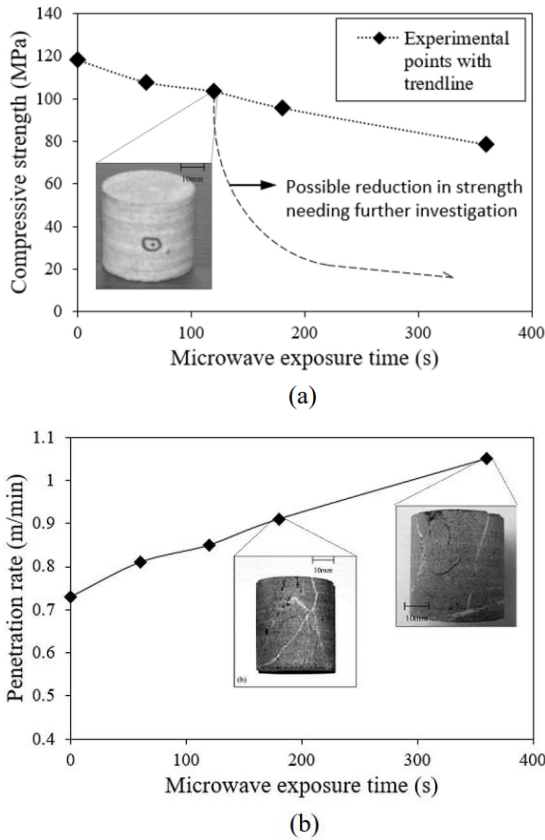 140
120
100
80
60
40
20
0
Compressive strength (MPa)
Experimental
points with
trendline
10mm
Possible reduction in strength
needing further investigation
0
100
200
300
400
Microwave exposure time (s)
(a)
1.1
1
0.9
0.8
0.7
0.6
0.5
0.4
Penetration rate (m/min)
10mm
(b)
10mm
0
100
200
300
400
Microwave exposure time (s)
(b)